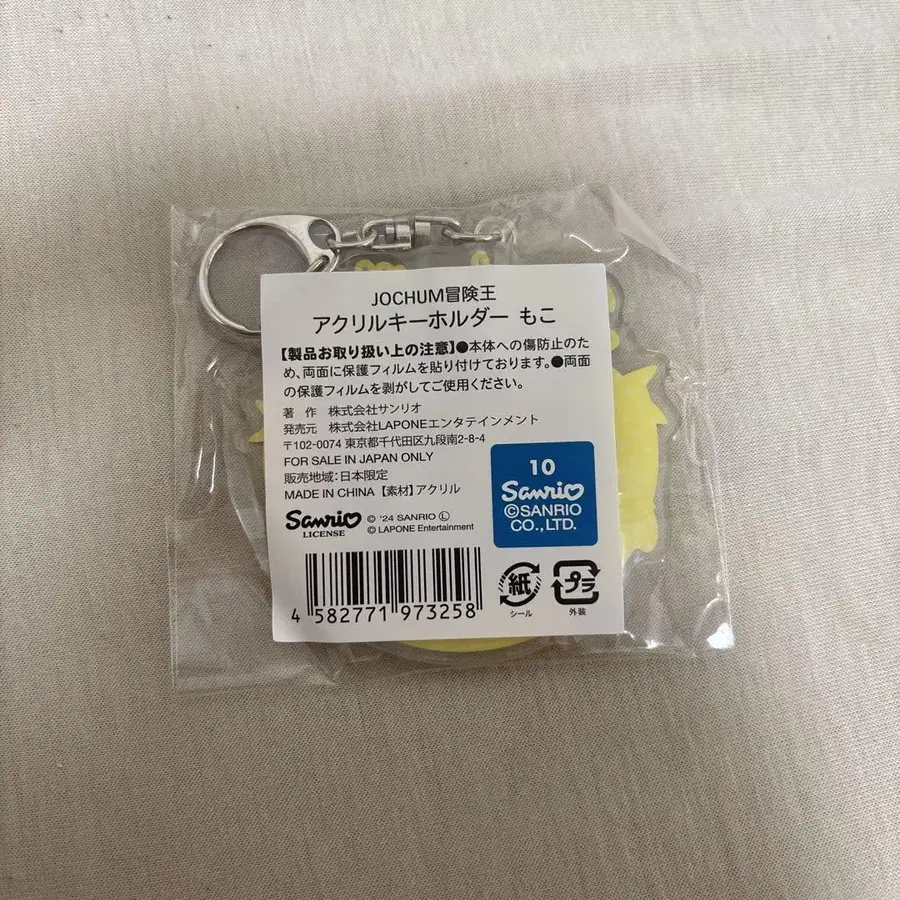 JOCHUM冒険王
アクリルキーホルダー もこ
【製品お取り扱い上の注意】●本体への傷防止のた
め、両面に保護フィルムを貼り付けております。●両面
の保護フィルムを剥がしてご使用ください。
著 作 株式会社サンリオ
発売元 株式会社LAPONEエンタテインメント
〒102-0074 東京都千代田区九段南2-8-4
FOR SALE IN JAPAN ONLY
販売地域:日本限定
MADE IN CHINA 【素材】アクリル
Sanrio
LICENSE
© '24 SANRIO Ⓛ
© LAPONE Entertainment
10
Sanrio
©SANRIO
CO.,LTD.
4 582771 973258
紙
シール
プラ
外装